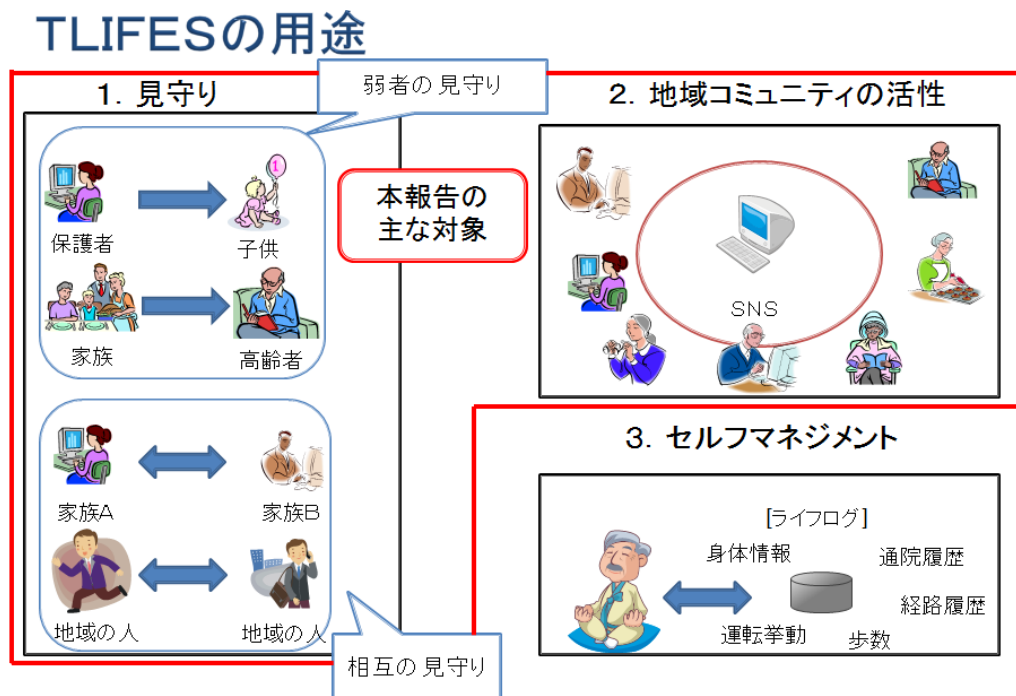 TLIFESの用途
1. 見守り
弱者の見守り
保護者
子供
家族
高齢者
本報告の
主な対象
家族A
家族B
地域の人
地域の人
相互の見守り
2. 地域コミュニティの活性
SNS
3. セルフマネジメント
[ライフログ]
身体情報
通院履歴
経路履歴
運転挙動
歩数